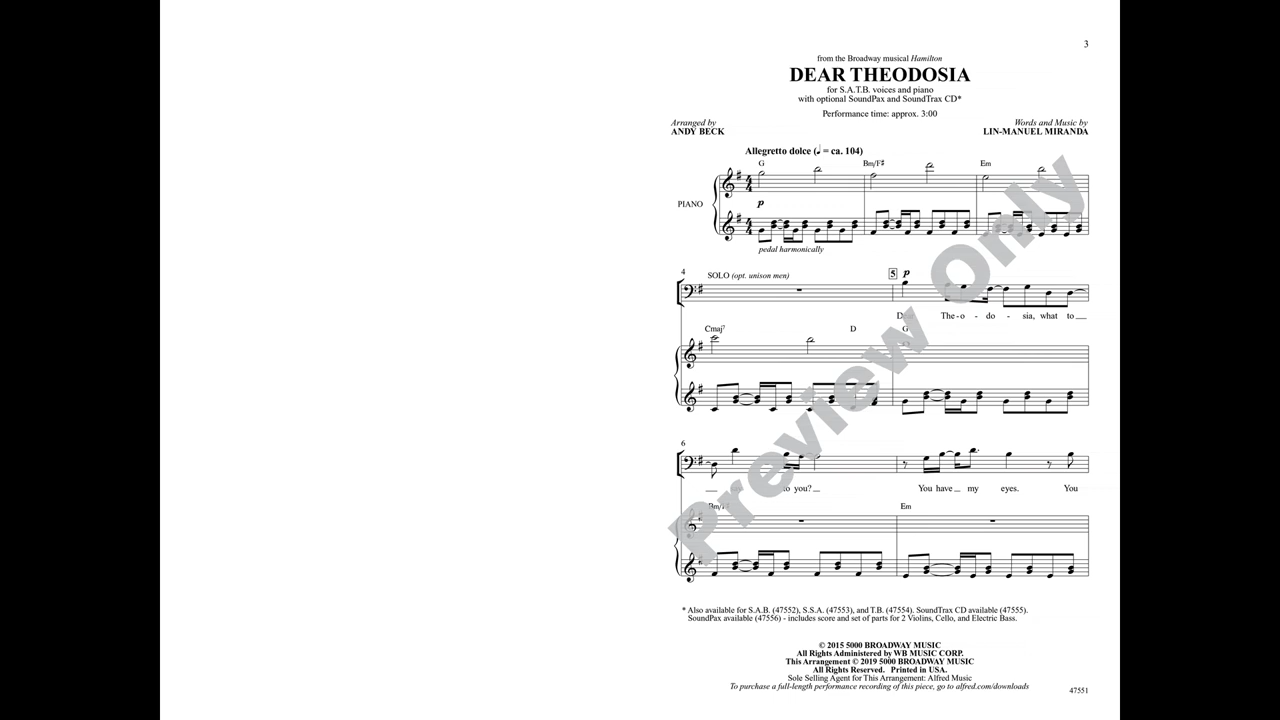 3
from the Broadway musical Hamilton
DEAR THEODOSIA
for S.A.T.B. voices and piano
with optional SoundPax and SoundTrax CD*
Performance time: approx. 3:00
Arranged by
ANDY BECK
Words and Music by
LIN-MANUEL MIRANDA
Allegretto dolce (♩ = ca. 104)
G Bm/F♯ Em
PIANO
p
pedal harmonically
4 SOLO (opt. unison men) 5 p
The - o - do - sia, what to
Cmaj7 D G
6
to you? You have my eyes. You
Em
* Also available for S.A.B. (47552), S.S.A. (47553), and T.B. (47554). SoundTrax CD available (47555).
SoundPax available (47556) - includes score and set of parts for 2 Violins, Cello, and Electric Bass.
© 2015 5000 BROADWAY MUSIC
All Rights Administered by WB MUSIC CORP.
This Arrangement © 2019 5000 BROADWAY MUSIC
All Rights Reserved. Printed in USA.
Sole Selling Agent for This Arrangement: Alfred Music
To purchase a full-length performance recording of this piece, go to alfred.com/downloads
47551
Preview Only